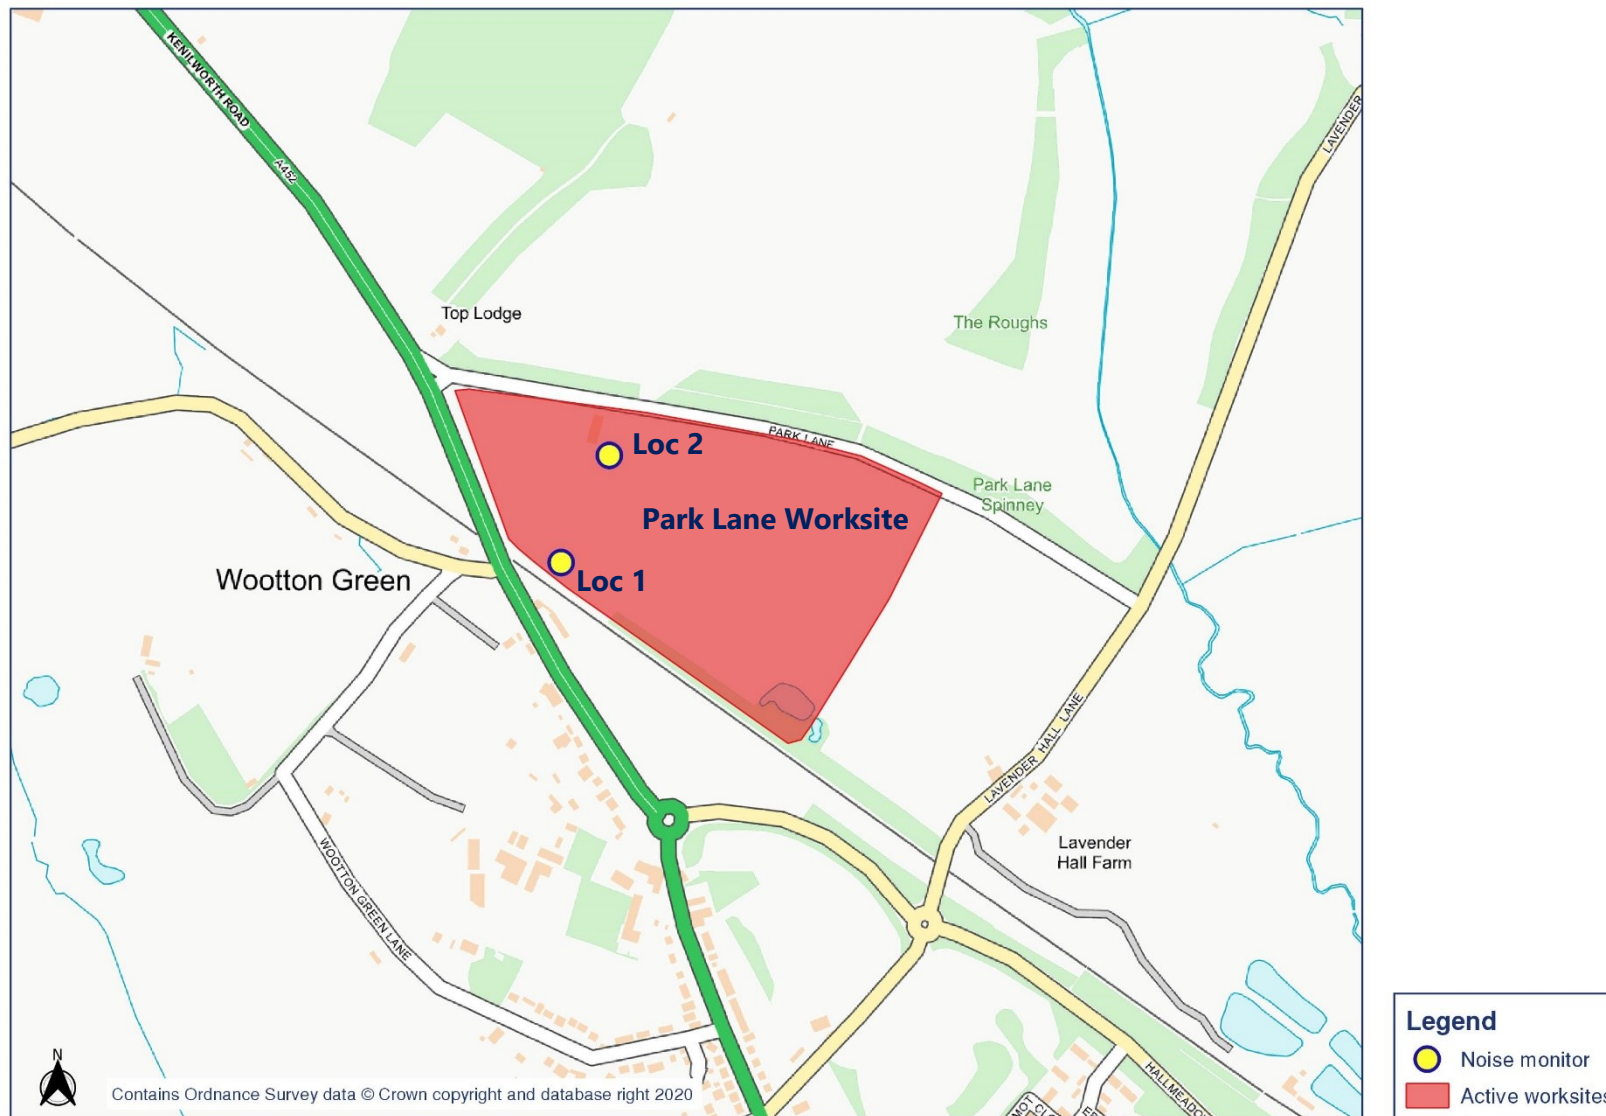 KENILWORTH ROAD
A452
LAVENDER
Top Lodge
The Roughs
PARK LANE
Loc 2
Park Lane
Spinney
Park Lane Worksite
Wootton Green
Loc 1
LAVENDER HALL LANE
Lavender
Hall Farm
WOOTTON GREEN LANE
N
Contains Ordnance Survey data © Crown copyright and database right 2020
HALLMEADOW
MOT
Legend
Noise monitor
Active worksites